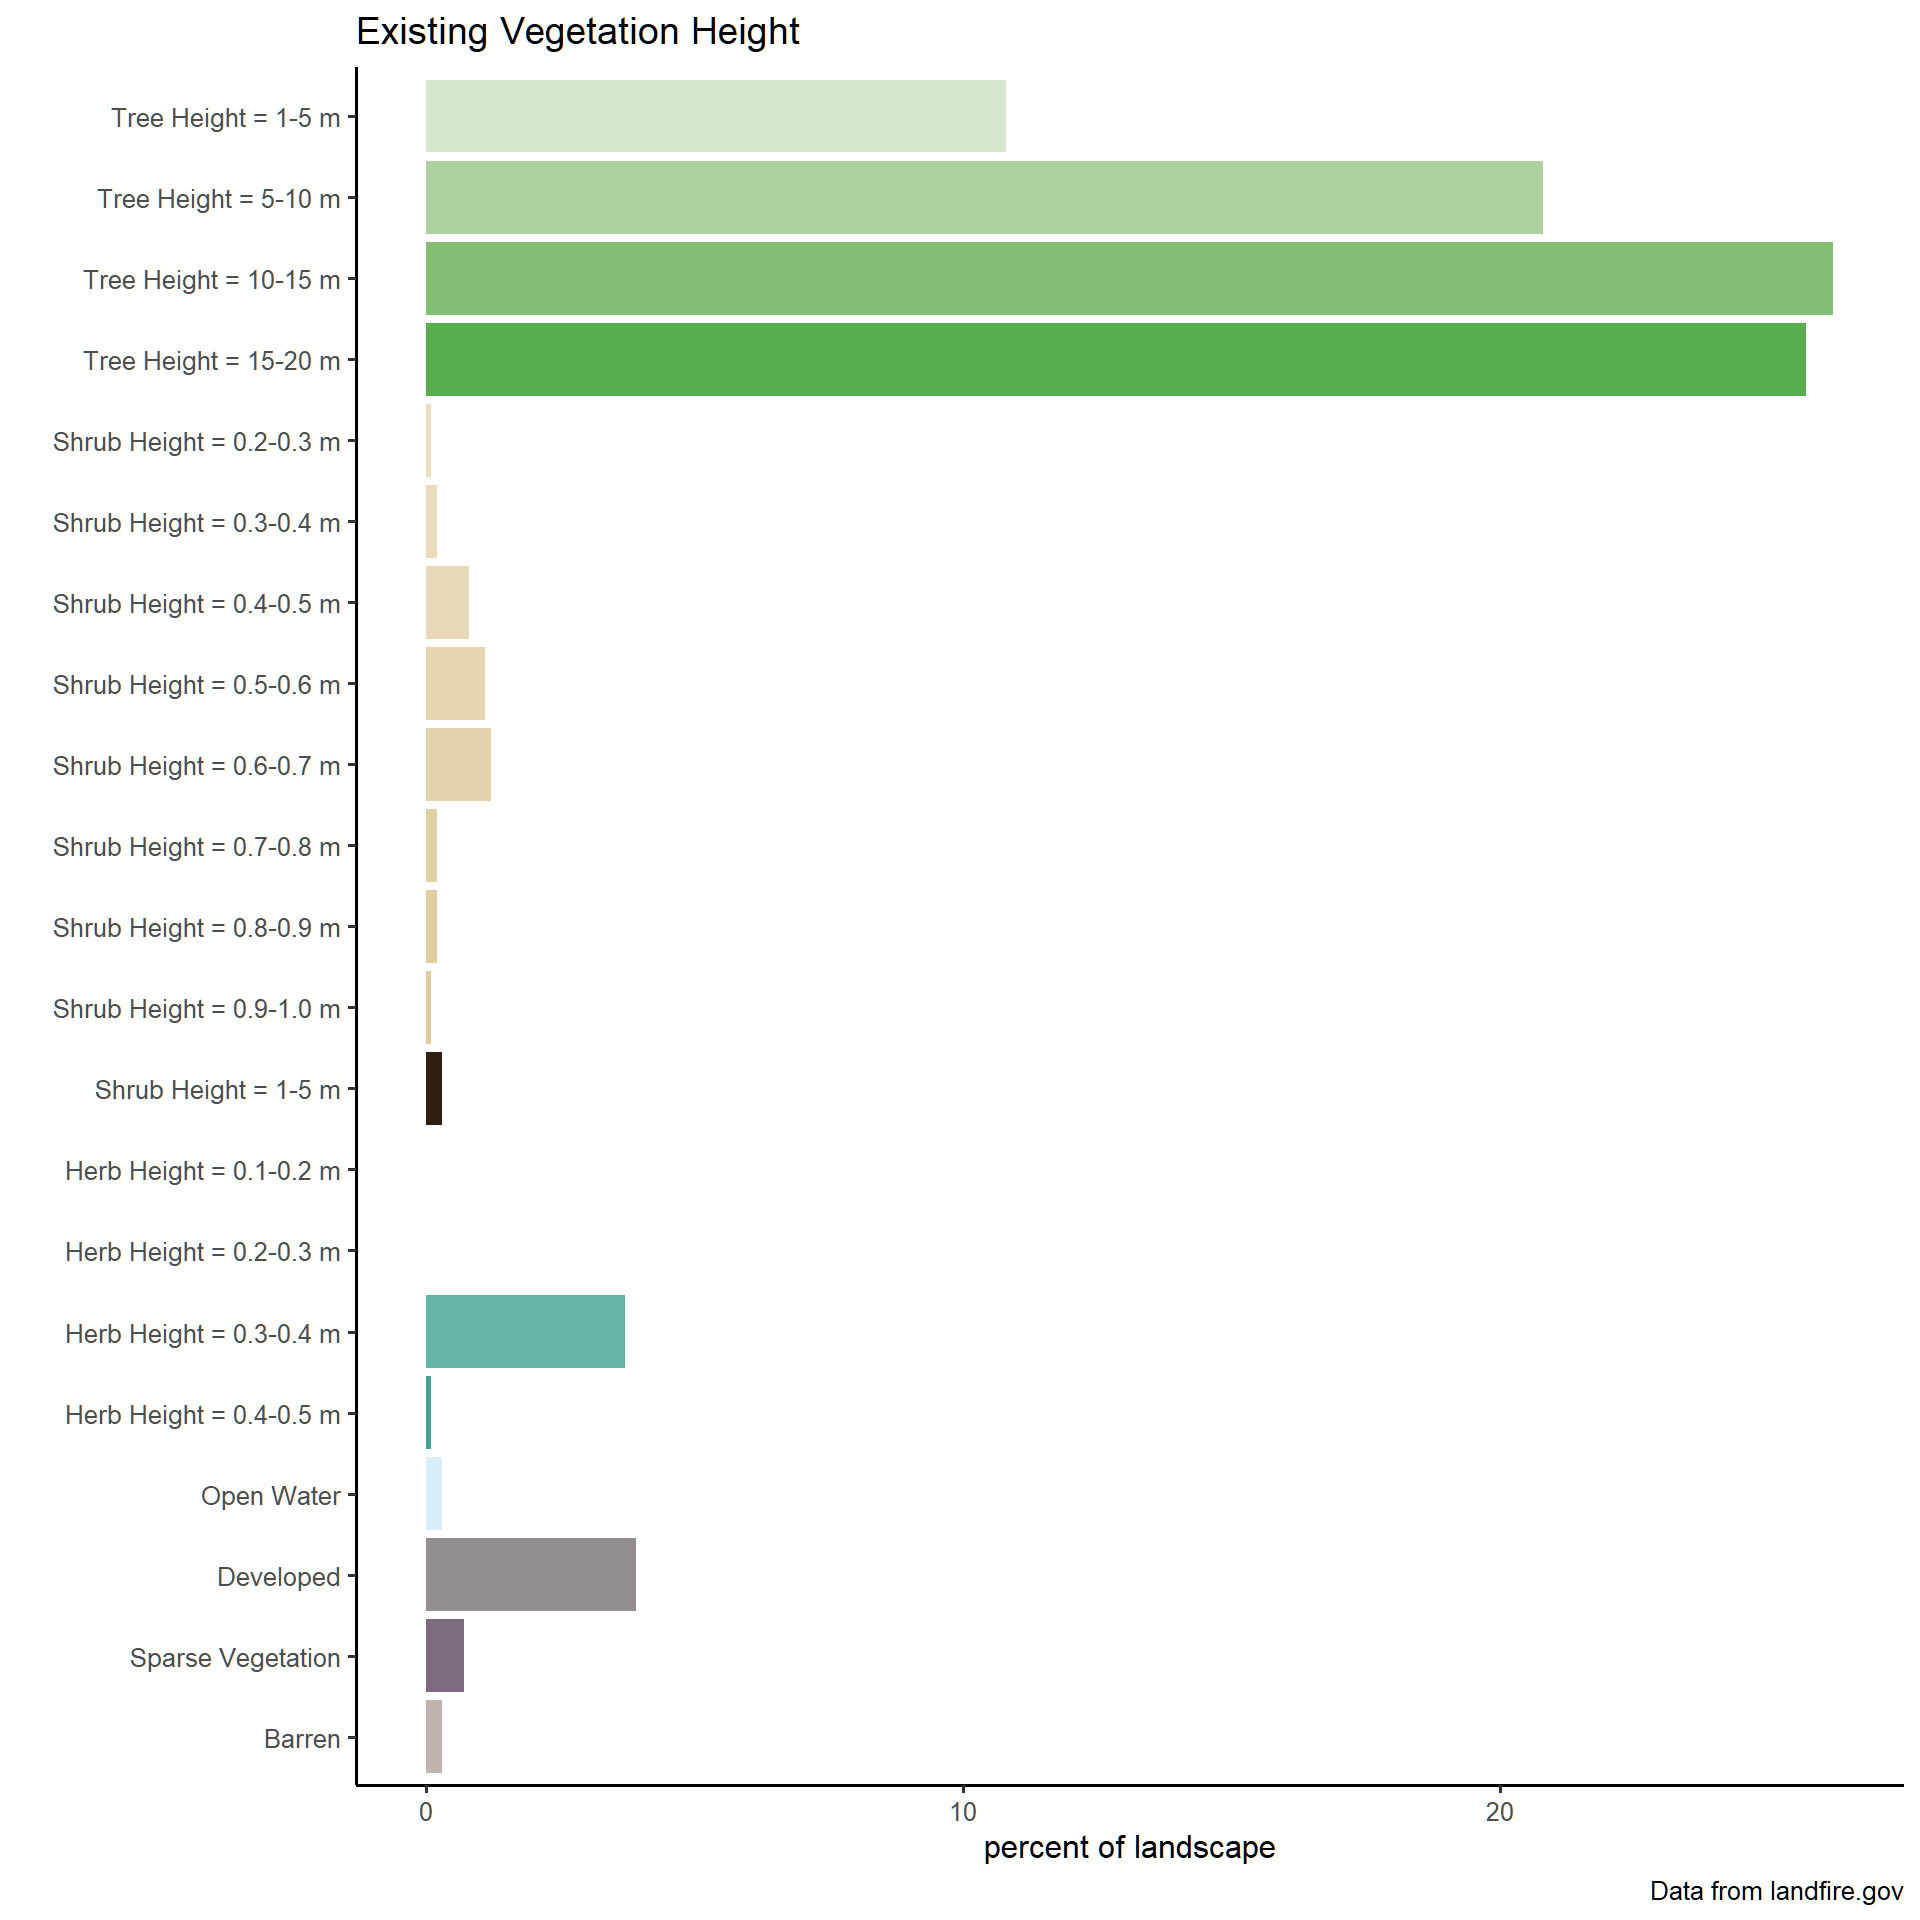 Existing Vegetation Height
Tree Height = 1-5 m
Tree Height = 5-10 m
Tree Height = 10-15 m
Tree Height = 15-20 m
Shrub Height = 0.2-0.3 m
Shrub Height = 0.3-0.4 m
Shrub Height = 0.4-0.5 m
Shrub Height = 0.5-0.6 m
Shrub Height = 0.6-0.7 m
Shrub Height = 0.7-0.8 m
Shrub Height = 0.8-0.9 m
Shrub Height = 0.9-1.0 m
Shrub Height = 1-5 m
Herb Height = 0.1-0.2 m
Herb Height = 0.2-0.3 m
Herb Height = 0.3-0.4 m
Herb Height = 0.4-0.5 m
Open Water
Developed
Sparse Vegetation
Barren
0 10 20
percent of landscape
Data from landfire.gov